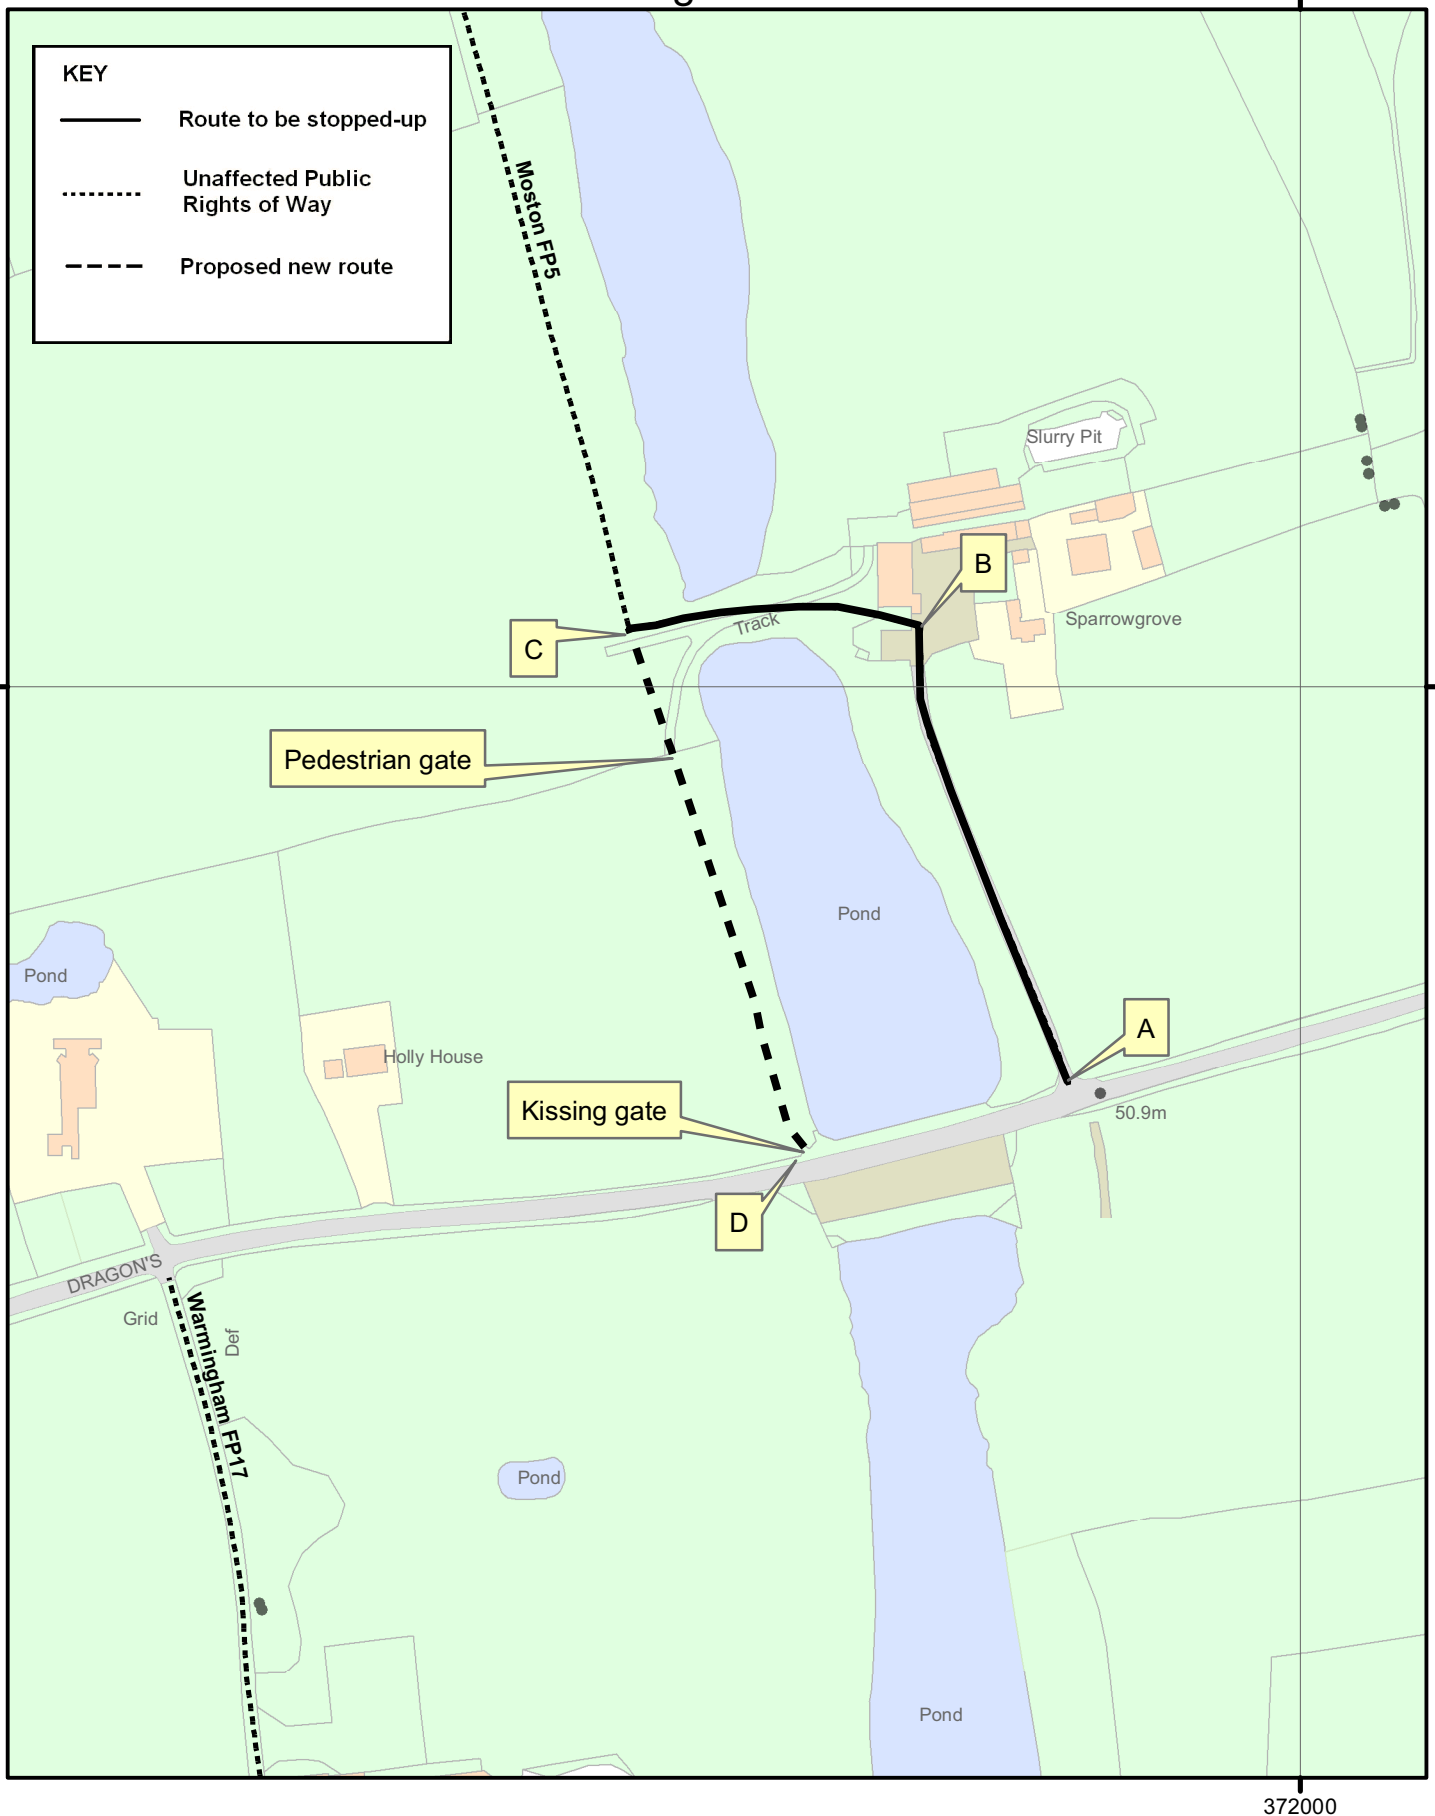 KEY
Route to be stopped-up
Unaffected Public
Rights of Way
Proposed new route
Moston FP5
Slurry Pit
B
Sparrowgrove
Track
C
Pedestrian gate
Pond
Pond
A
Holly House
Kissing gate
50.9m
D
DRAGON'S
Grid
Def
Warmingham FP17
Pond
Pond
372000